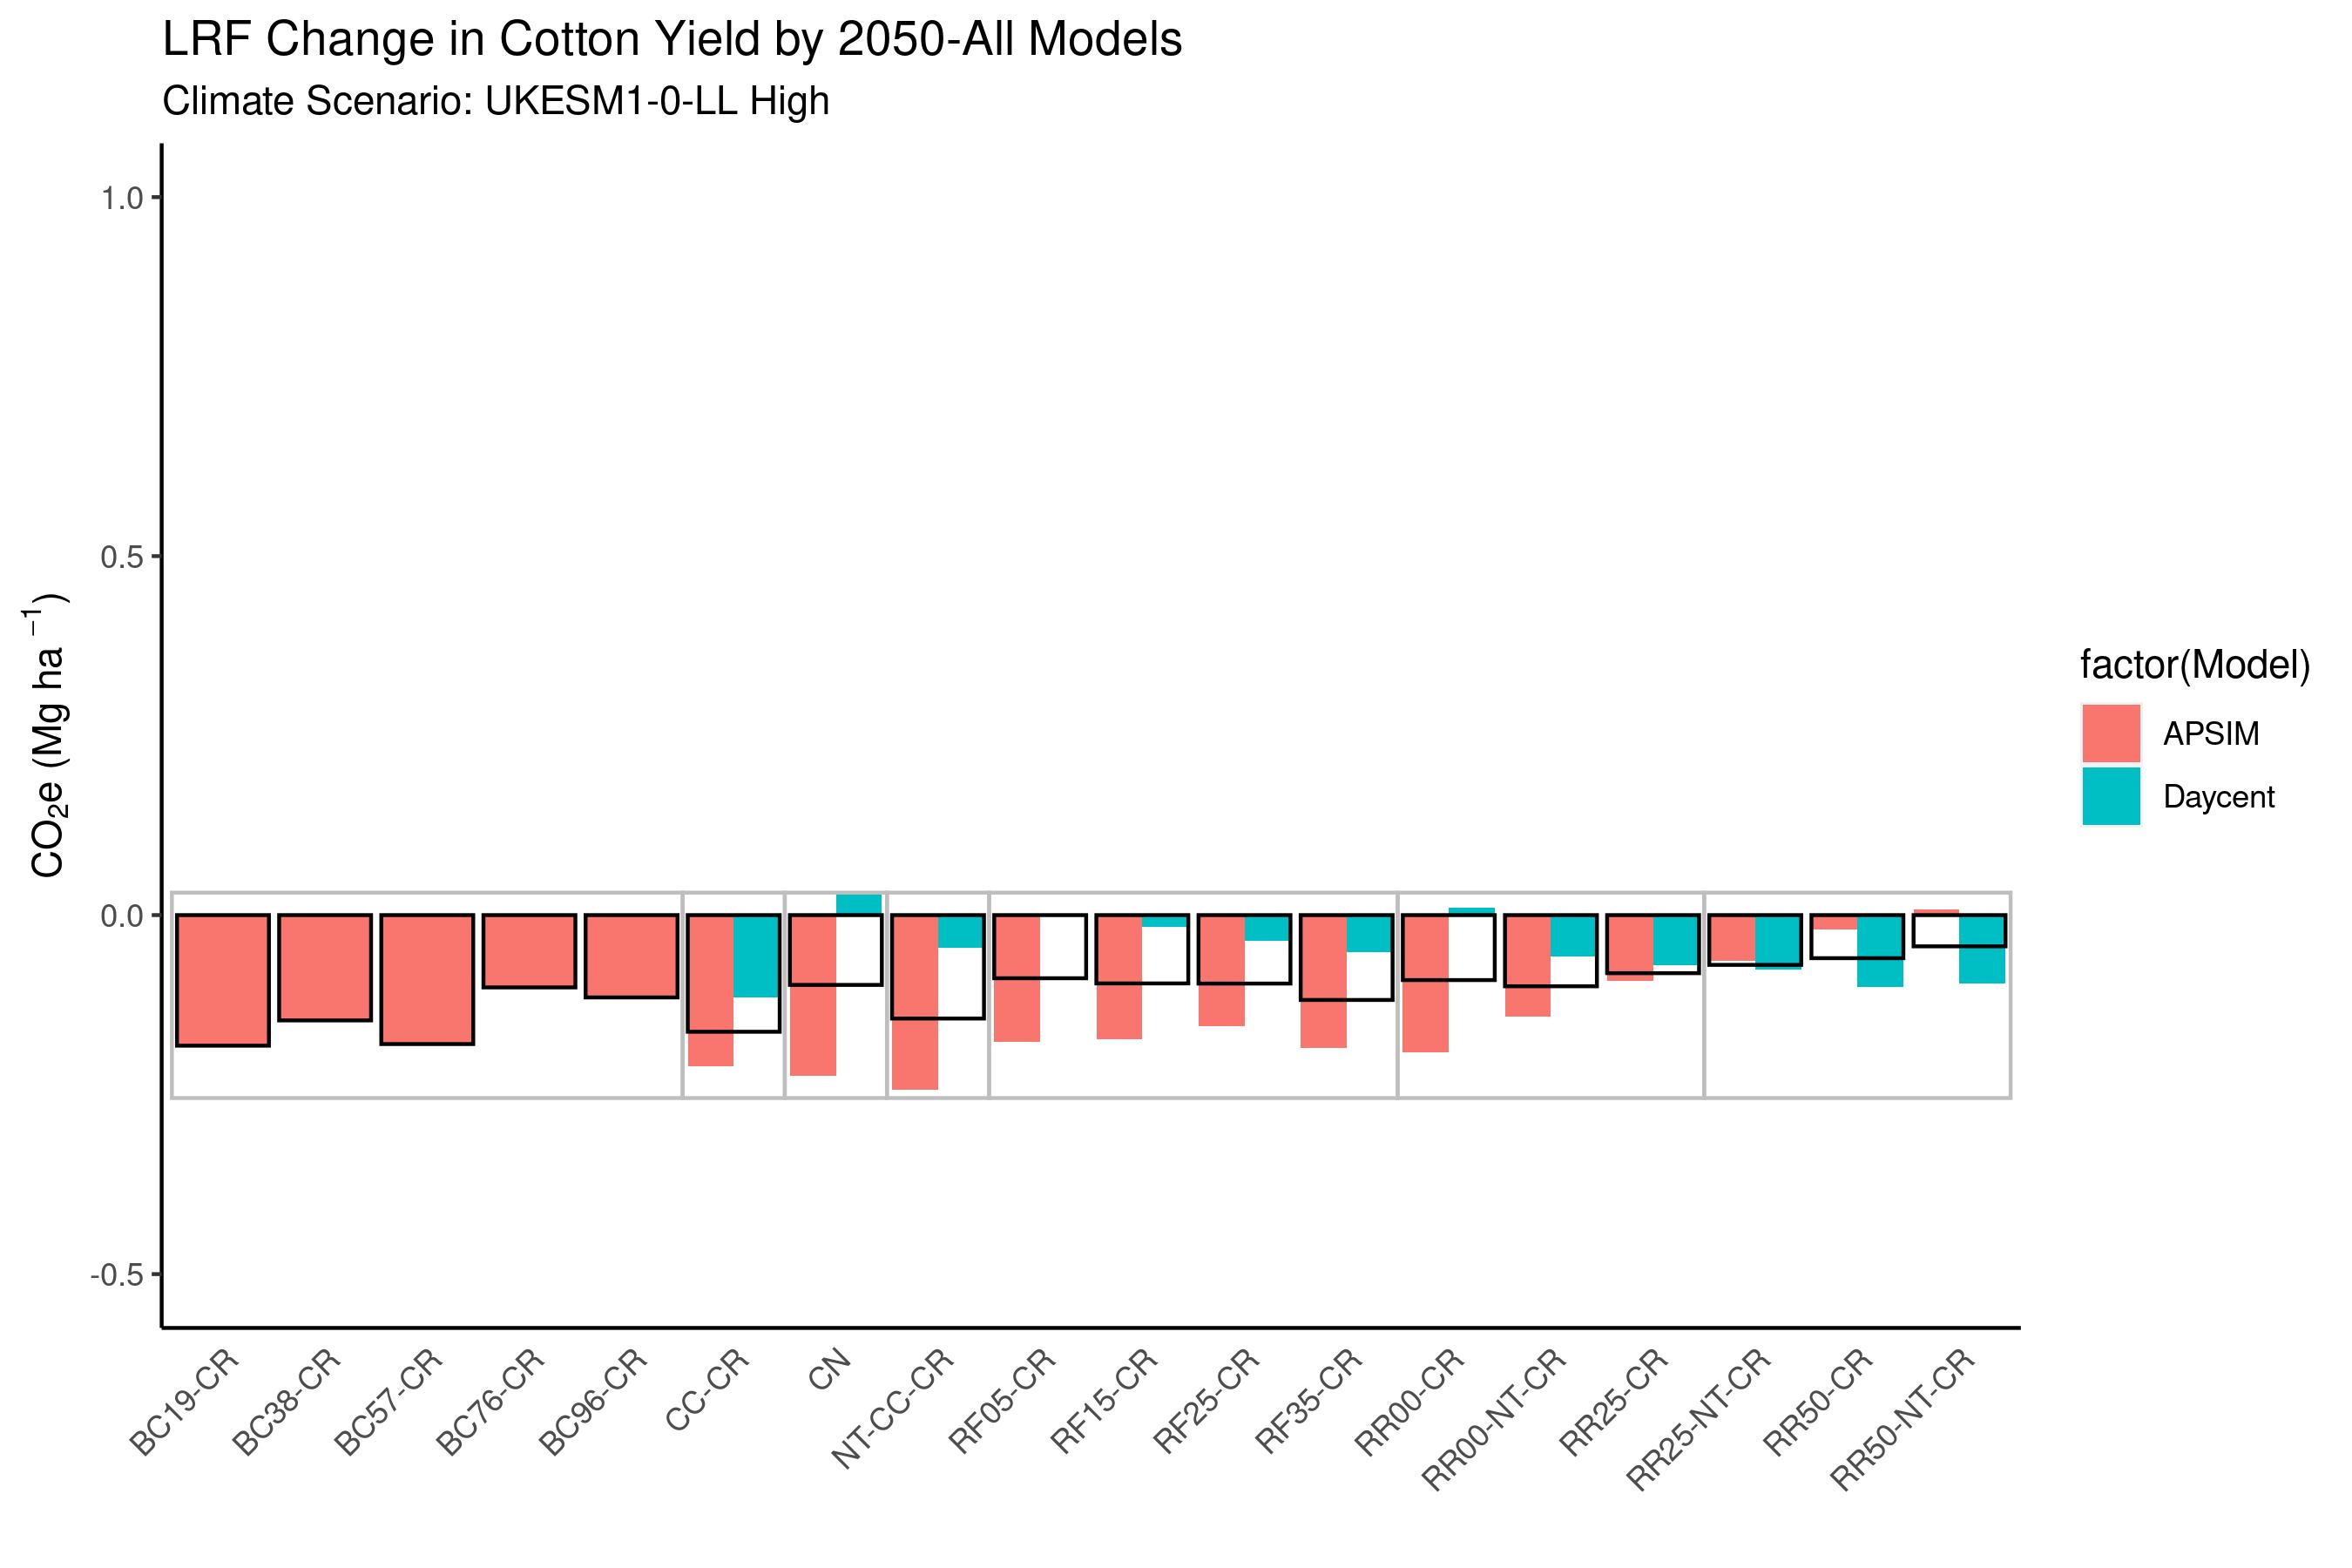 LRF Change in Cotton Yield by 2050-All Models
Climate Scenario: UKESM1-0-LL High
CO₂e (Mg ha ⁻¹)
1.0
0.5
0.0
-0.5
BC19-CR
BC38-CR
BC57-CR
BC76-CR
BC96-CR
CC-CR
CN
NT-CC-CR
RF05-CR
RF15-CR
RF25-CR
RF35-CR
RR00-CR
RR00-NT-CR
RR25-CR
RR25-NT-CR
RR50-CR
RR50-NT-CR
factor(Model)
APSIM
Daycent